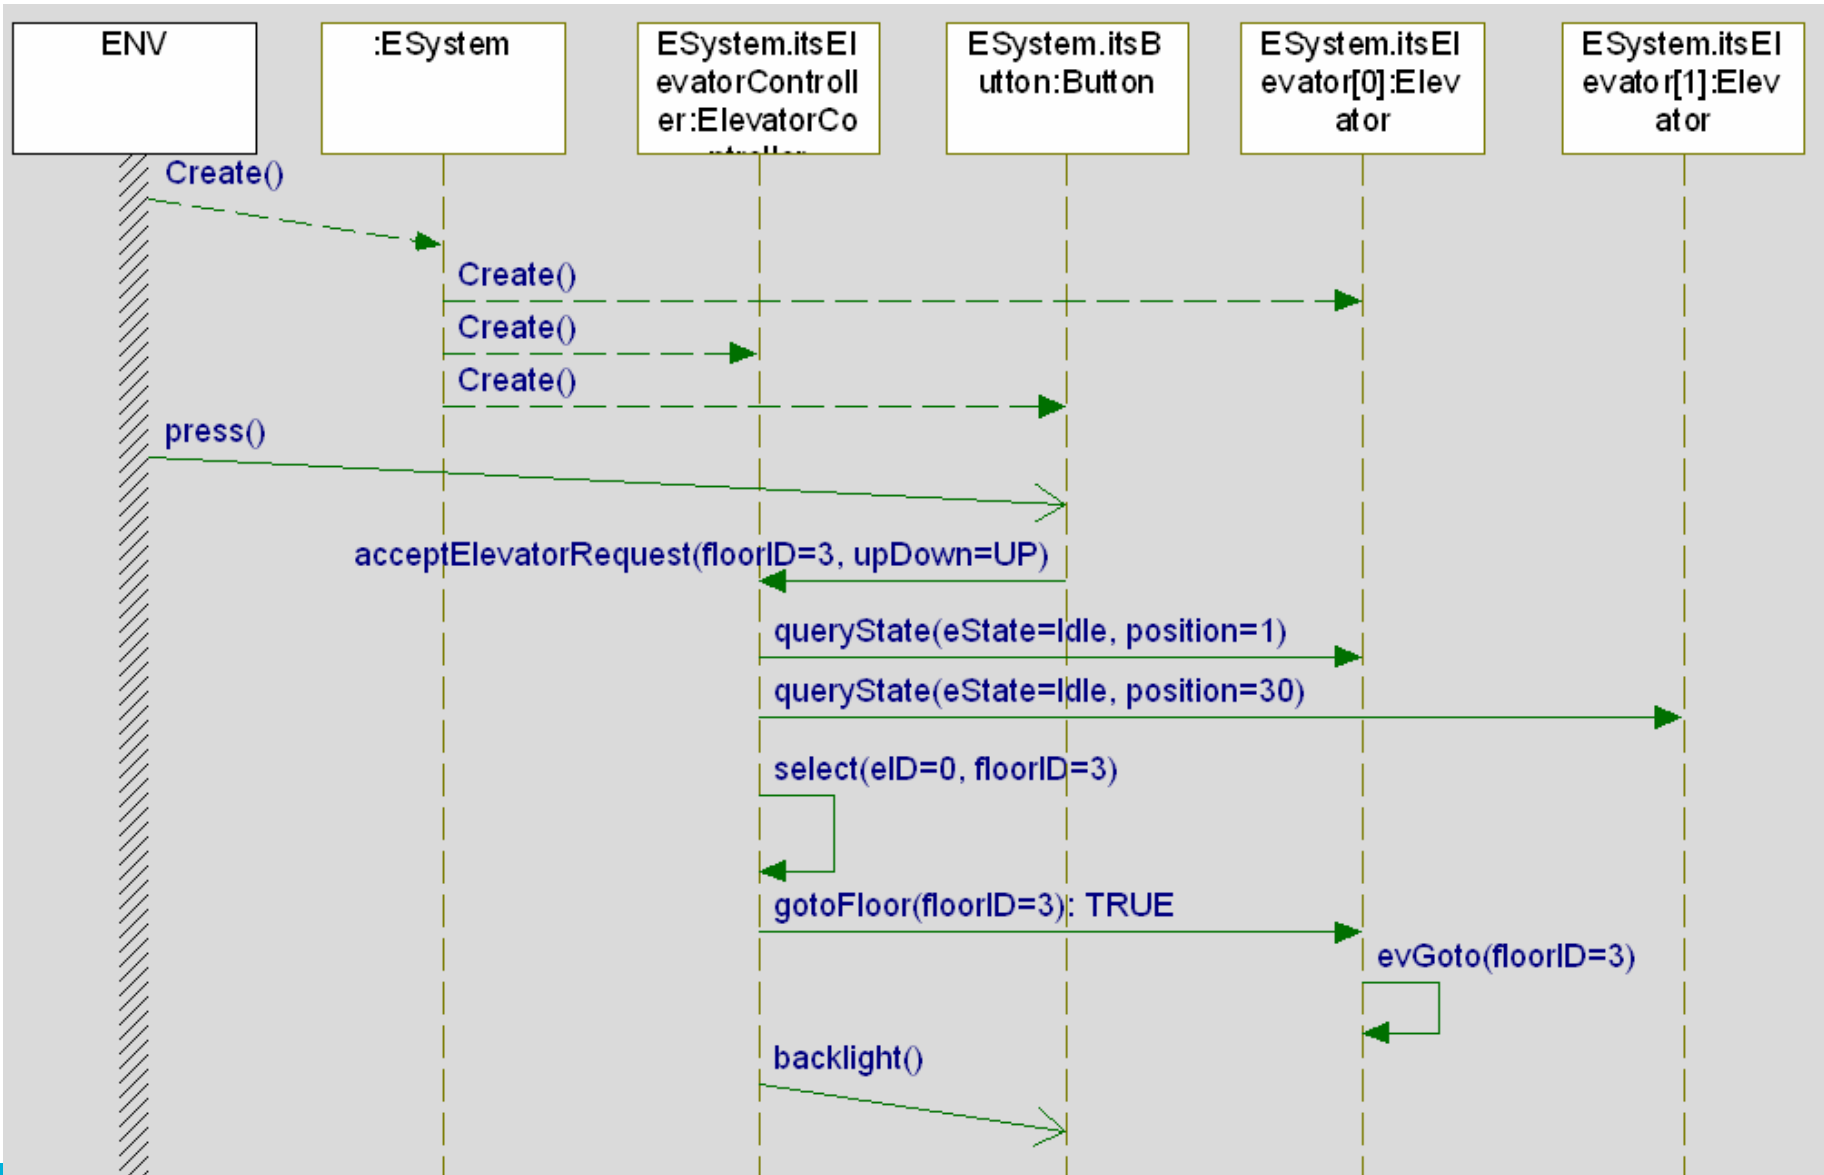 ENV
:ESystem
ESystem.itsEl
evatorControll
er:ElevatorCo
ESystem.itsB
utton:Button
ESystem.itsEl
evator[0]:Elev
ator
ESystem.itsEl
evator[1]:Elev
ator
Create()
Create()
Create()
Create()
press()
acceptElevatorRequest(floorID=3, upDown=UP)
queryState(eState=Idle, position=1)
queryState(eState=Idle, position=30)
select(eID=0, floorID=3)
gotoFloor(floorID=3): TRUE
evGoto(floorID=3)
backlight()